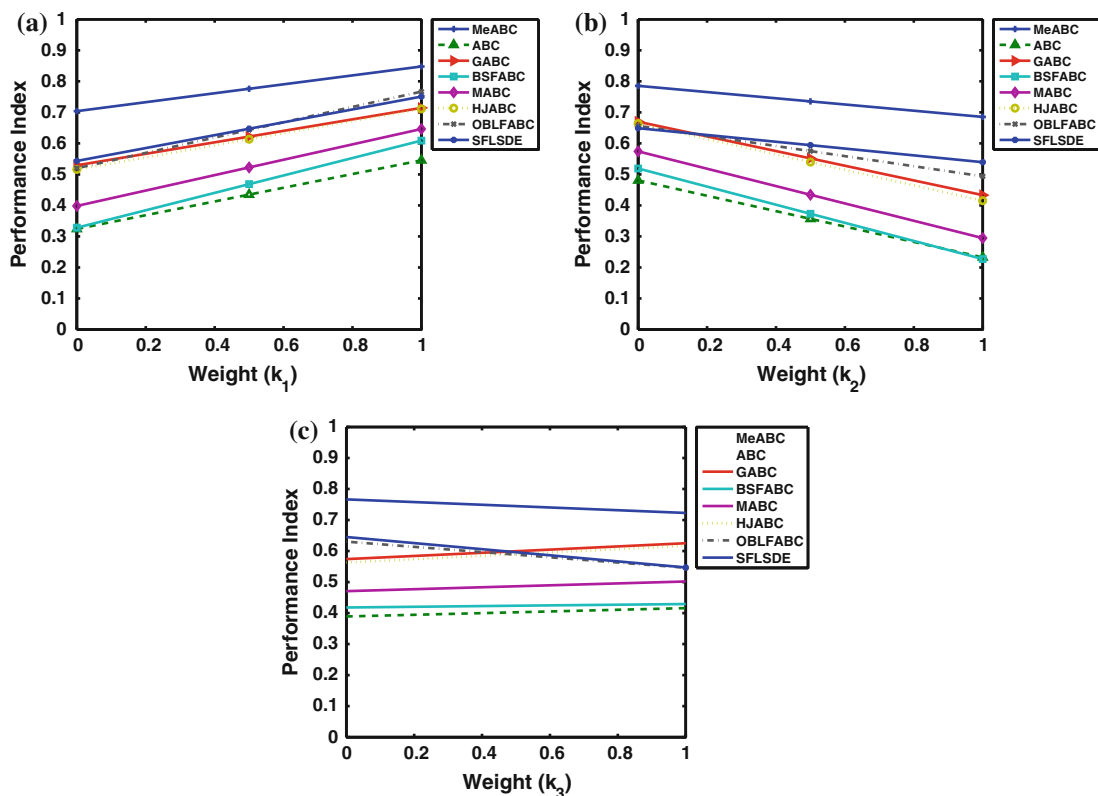 (a)
1
0.9
0.8
0.7
0.6
0.5
0.4
0.3
0.2
0.1
0
Performance Index
0 0.2 0.4 0.6 0.8 1
Weight (k1)
MeABC
ABC
GABC
BSFABC
MABC
HJABC
OBLFABC
SFLSDE
(b)
1
0.9
0.8
0.7
0.6
0.5
0.4
0.3
0.2
0.1
0
Performance Index
0 0.2 0.4 0.6 0.8 1
Weight (k2)
MeABC
ABC
GABC
BSFABC
MABC
HJABC
OBLFABC
SFLSDE
(c)
1
0.9
0.8
0.7
0.6
0.5
0.4
0.3
0.2
0.1
0
Performance Index
0 0.2 0.4 0.6 0.8 1
Weight (k3)
MeABC
ABC
GABC
BSFABC
MABC
HJABC
OBLFABC
SFLSDE